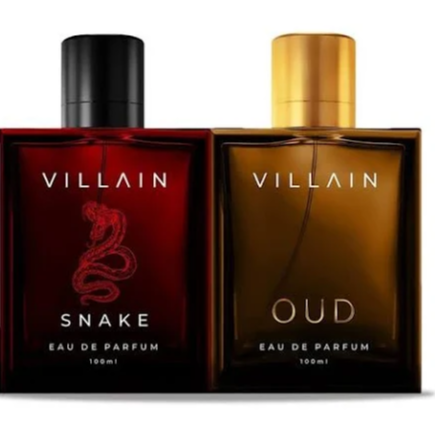 VILLAIN
SNAKE
EAU DE PARFUM
100ml
VILLAIN
OUD
EAU DE PARFUM
100ml